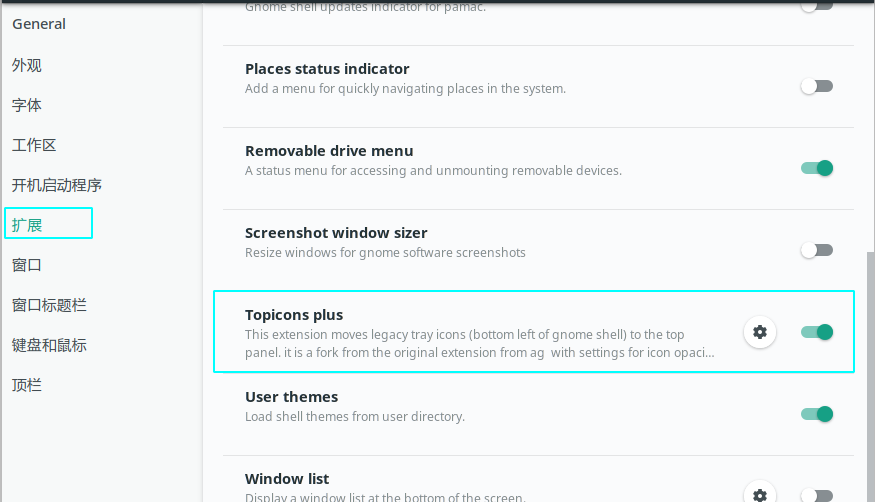 General
外观
字体
工作区
开机启动程序
扩展
窗口
窗口标题栏
键盘和鼠标
顶栏
Gnome shell updates indicator for pamac.
Places status indicator
Add a menu for quickly navigating places in the system.
Removable drive menu
A status menu for accessing and unmounting removable devices.
Screenshot window sizer
Resize windows for gnome software screenshots
Topicons plus
This extension moves legacy tray icons (bottom left of gnome shell) to the top
panel. it is a fork from the original extension from ag  with settings for icon opaci...
User themes
Load shell themes from user directory.
Window list
Display a window list at the bottom of the screen.